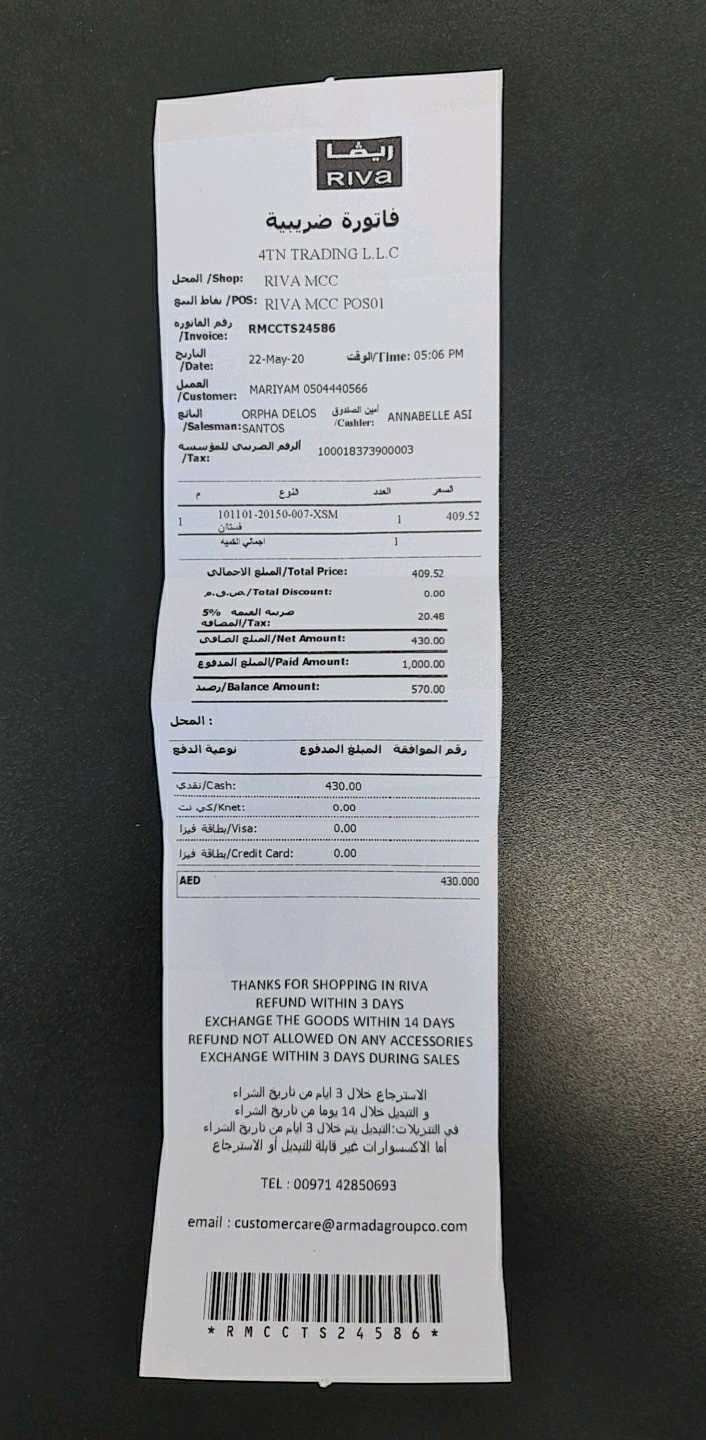 ريڤا
RIVa
فاتورة ضريبية
4TN TRADING L.L.C
المحل /Shop: RIVA MCC
نقاط البيع /POS: RIVA MCC POS01
رقم الفاتوره /Invoice: RMCCTS24586
التاريخ /Date: 22-May-20 الوقت/Time: 05:06 PM
العميل /Customer: MARIYAM 0504440566
البائع /Salesman: ORPHA DELOS SANTOS أمين الصندوق /Cashler: ANNABELLE ASI
الرقم الضريبي للمؤسسه /Tax: 100018373900003
م النوع العدد السعر
1 101101-20150-007-XSM 1 409.52
فستان
اجمالي الكميه 1
المبلغ الاجمالي/Total Price: 409.52
ص.ف.م/Total Discount: 0.00
ضريبه القيمه 5% المضافه/Tax: 20.48
المبلغ الصافي/Net Amount: 430.00
المبلغ المدفوع/Paid Amount: 1,000.00
رصيد/Balance Amount: 570.00
المحل :
نوعية الدفع المبلغ المدفوع رقم الموافقة
نقدي/Cash: 430.00
كي نت/Knet: 0.00
بطاقة فيزا/Visa: 0.00
بطاقة فيزا/Credit Card: 0.00
AED 430.000
THANKS FOR SHOPPING IN RIVA
REFUND WITHIN 3 DAYS
EXCHANGE THE GOODS WITHIN 14 DAYS
REFUND NOT ALLOWED ON ANY ACCESSORIES
EXCHANGE WITHIN 3 DAYS DURING SALES
الاسترجاع خلال 3 ايام من تاريخ الشراء
و التبديل خلال 14 يوما من تاريخ الشراء
في التنزيلات:التبديل يتم خلال 3 ايام من تاريخ الشراء
أما الاكسسوارات غير قابلة للتبديل أو الاسترجاع
TEL : 00971 42850693
email : customercare@armadagroupco.com
*RMCCTS24586*